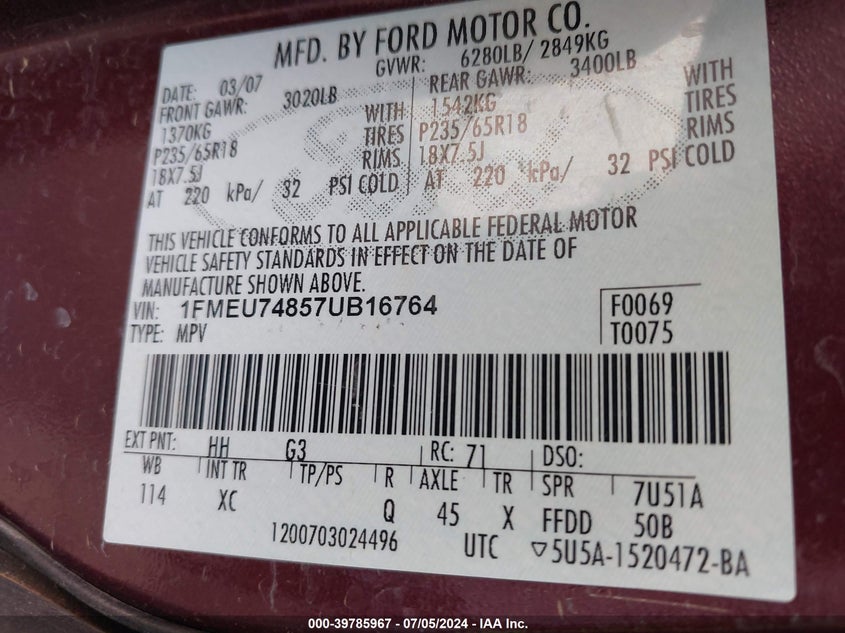 MFD. BY FORD MOTOR CO.
DATE: 03/07 GVWR: 6280LB/ 2849KG
FRONT GAWR: 3020LB REAR GAWR: 3400LB
1370KG WITH 1542KG WITH
P235/65R18 TIRES P235/65R18 TIRES
18X7.5J RIMS 18X7.5J RIMS
AT 220 kPa/ 32 PSI COLD AT 220 kPa/ 32 PSI COLD
THIS VEHICLE CONFORMS TO ALL APPLICABLE FEDERAL MOTOR
VEHICLE SAFETY STANDARDS IN EFFECT ON THE DATE OF
MANUFACTURE SHOWN ABOVE.
VIN: 1FMEU74857UB16764 F0069
TYPE: MPV T0075
EXT PNT: HH G3 RC: 71 DSO:
WB INT TR TP/PS R AXLE TR SPR 7U51A
114 XC Q 45 X FFDD 50B
1200703024496 UTC ▽5U5A-1520472-BA
000-39785967 - 07/05/2024 - IAA Inc.